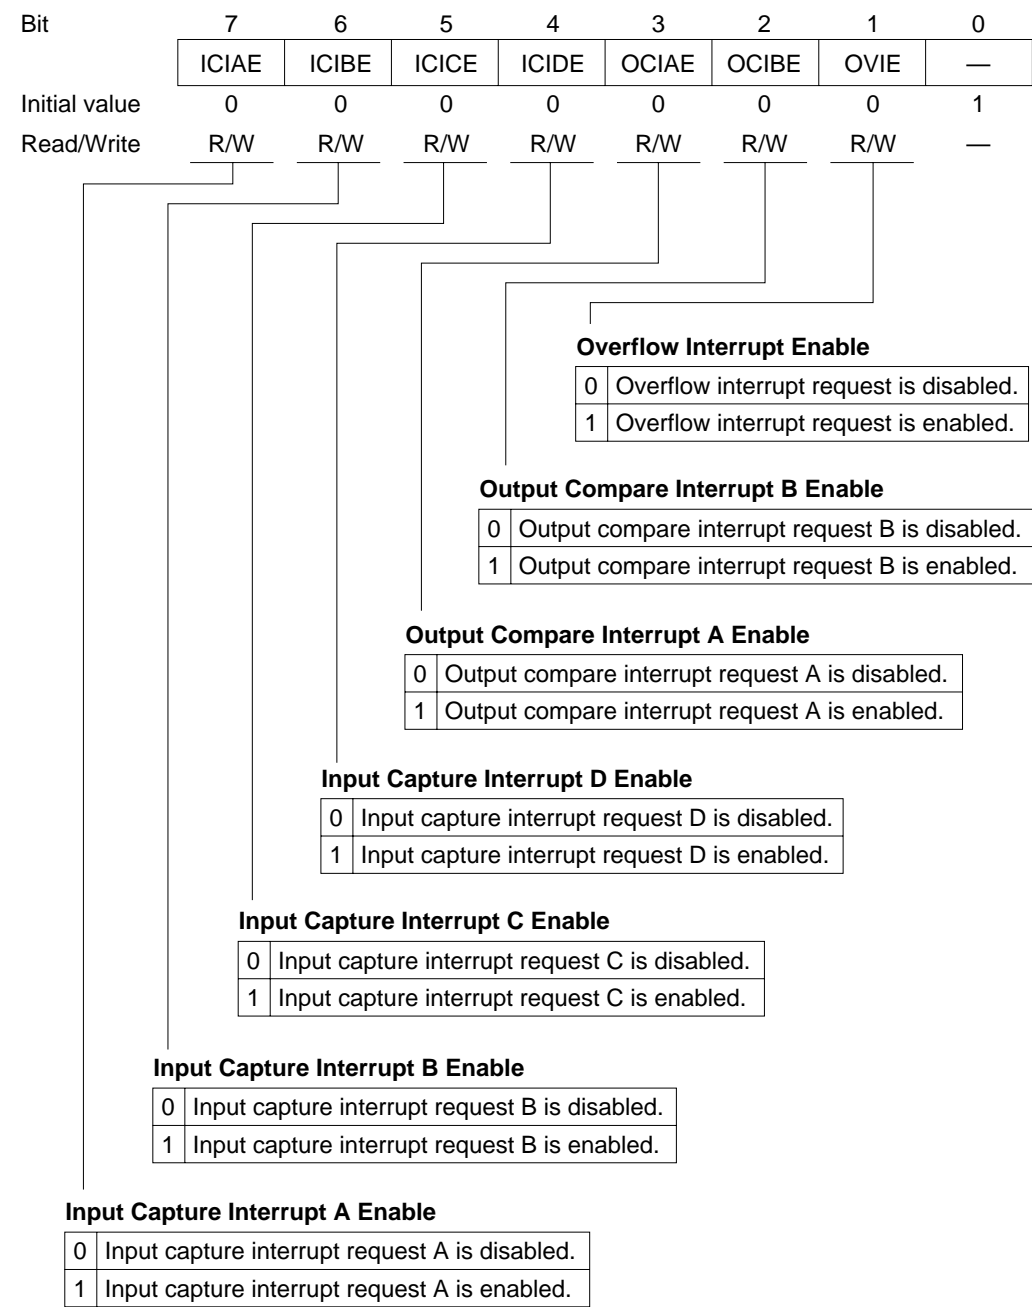 Bit 7 6 5 4 3 2 1 0
ICIAE ICIBE ICICE ICIDE OCIAE OCIBE OVIE —
Initial value 0 0 0 0 0 0 0 1
Read/Write R/W R/W R/W R/W R/W R/W R/W —
Overflow Interrupt Enable
0 Overflow interrupt request is disabled.
1 Overflow interrupt request is enabled.
Output Compare Interrupt B Enable
0 Output compare interrupt request B is disabled.
1 Output compare interrupt request B is enabled.
Output Compare Interrupt A Enable
0 Output compare interrupt request A is disabled.
1 Output compare interrupt request A is enabled.
Input Capture Interrupt D Enable
0 Input capture interrupt request D is disabled.
1 Input capture interrupt request D is enabled.
Input Capture Interrupt C Enable
0 Input capture interrupt request C is disabled.
1 Input capture interrupt request C is enabled.
Input Capture Interrupt B Enable
0 Input capture interrupt request B is disabled.
1 Input capture interrupt request B is enabled.
Input Capture Interrupt A Enable
0 Input capture interrupt request A is disabled.
1 Input capture interrupt request A is enabled.